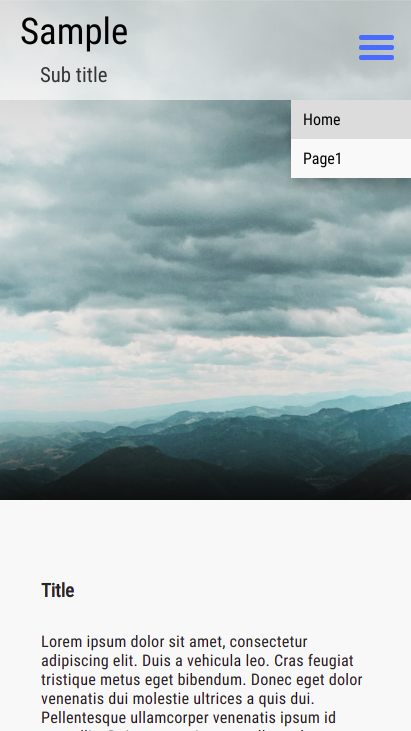 Sample
Sub title
Home
Page1
Title
Lorem ipsum dolor sit amet, consectetur
adipiscing elit. Duis a vehicula leo. Cras feugiat
tristique metus eget bibendum. Donec eget dolor
venenatis dui molestie ultrices a quis dui.
Pellentesque ullamcorper venenatis ipsum id